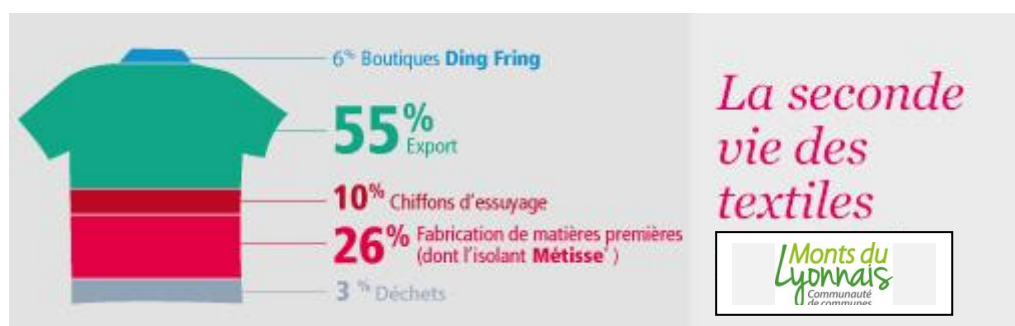 6% Boutiques Ding Fring
55%
Export
10% Chiffons d'essuyage
26% Fabrication de matières premières
(dont l'isolant Métisse® )
3 % Déchets
La seconde
vie des
textiles
Monts du
Lyonnais
Communauté
de communes